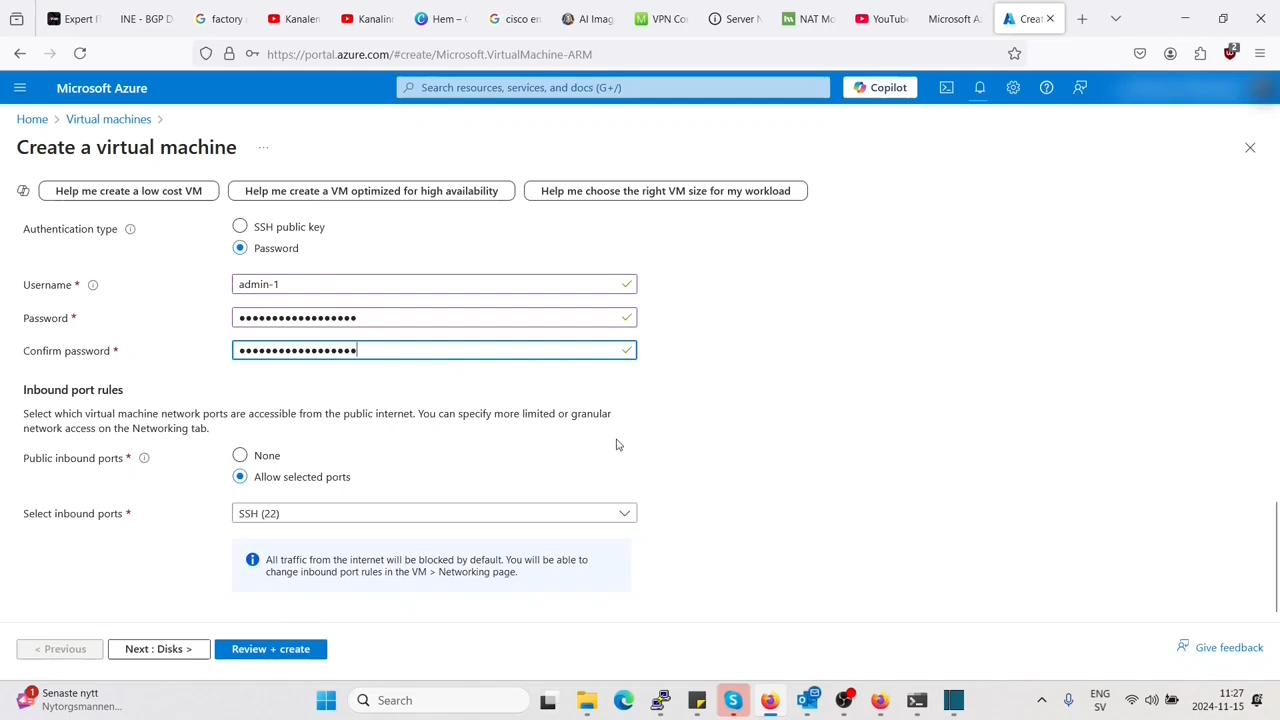 Expert I
INE - BGP D
factory
Kanalen
Kanalin
Hem – 
cisco en
AI Imag
VPN Co
Server N
NAT Mo
YouTube
Microsoft A
Creat
https://portal.azure.com/#create/Microsoft.VirtualMachine-ARM
2
Microsoft Azure
Search resources, services, and docs (G+/)
Copilot
Home > Virtual machines >
Create a virtual machine ...
Help me create a low cost VM
Help me create a VM optimized for high availability
Help me choose the right VM size for my workload
Authentication type
SSH public key
Password
Username *
admin-1
Password *
••••••••••••••••••
Confirm password *
••••••••••••••••••
Inbound port rules
Select which virtual machine network ports are accessible from the public internet. You can specify more limited or granular
network access on the Networking tab.
Public inbound ports *
None
Allow selected ports
Select inbound ports *
SSH (22)
All traffic from the internet will be blocked by default. You will be able to
change inbound port rules in the VM > Networking page.
< Previous
Next : Disks >
Review + create
Give feedback
1
Senaste nytt
Nytorgsmannen...
Search
ENG
SV
11:27
2024-11-15